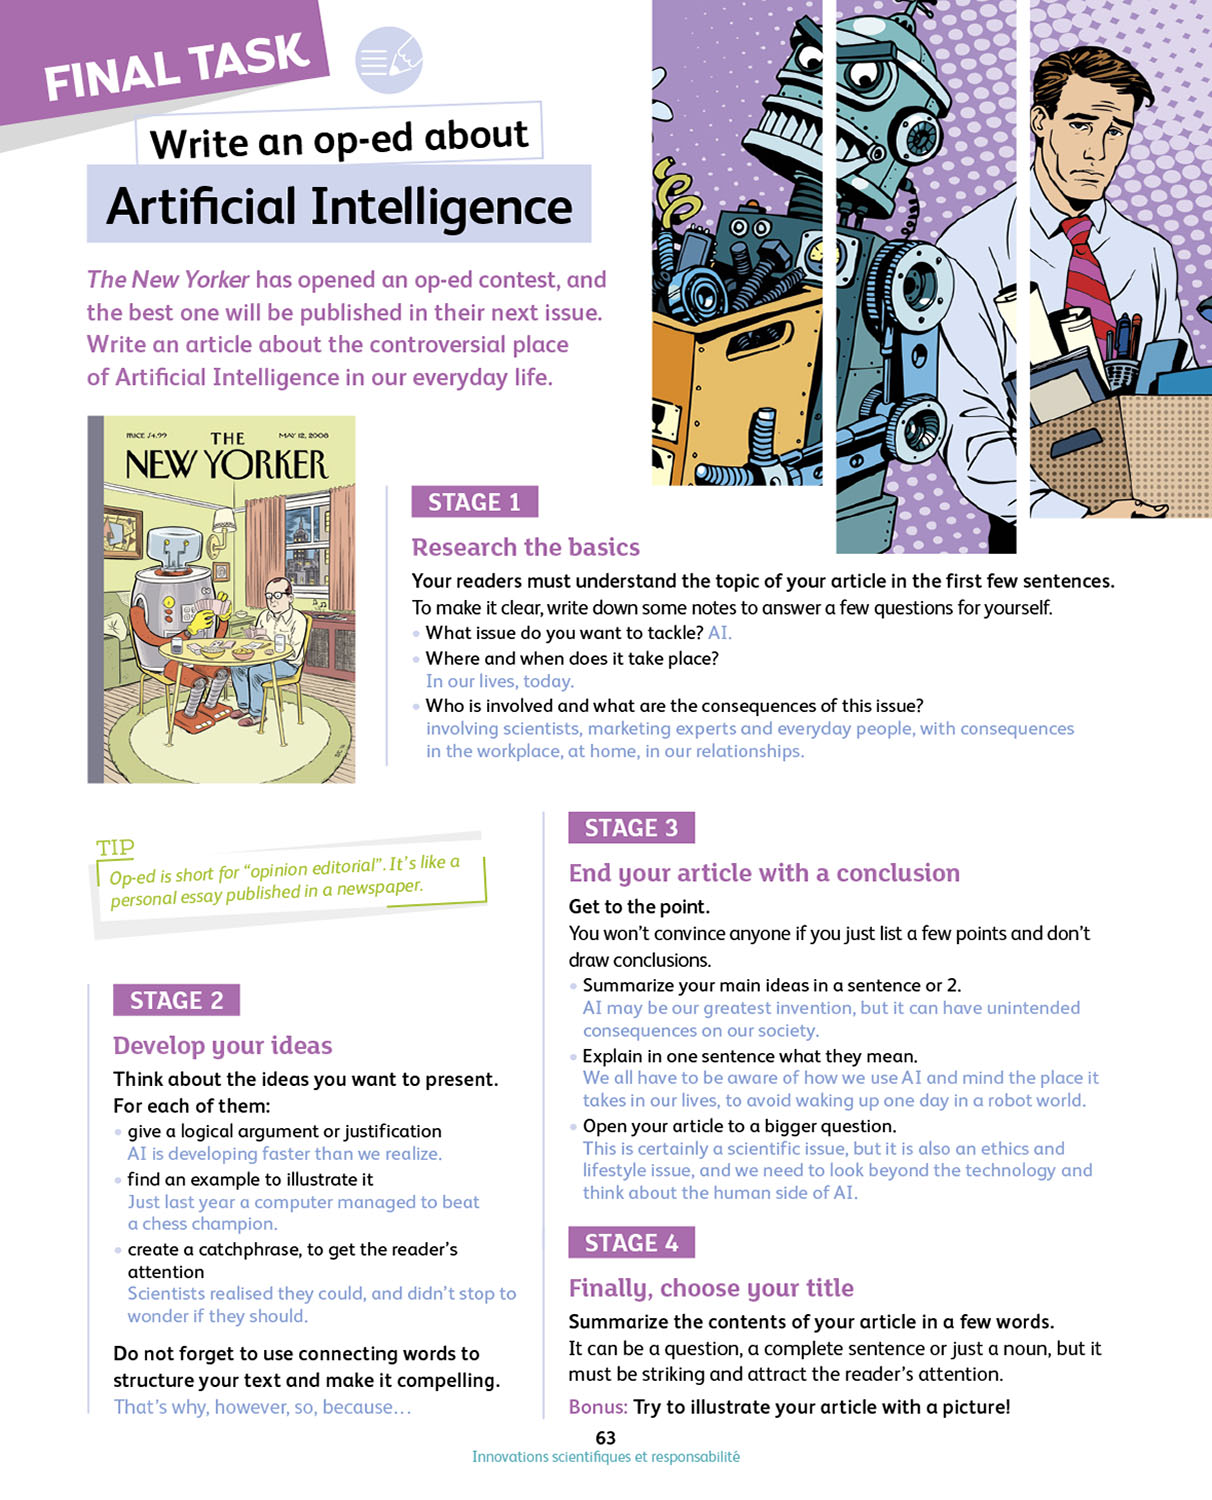 FINAL TASK
Write an op-ed about
Artificial Intelligence
The New Yorker has opened an op-ed contest, and
the best one will be published in their next issue.
Write an article about the controversial place
of Artificial Intelligence in our everyday life.
PRICE $4.99
THE
MAY 12, 2008
NEW YORKER
STAGE 1
Research the basics
Your readers must understand the topic of your article in the first few sentences.
To make it clear, write down some notes to answer a few questions for yourself.
• What issue do you want to tackle? AI.
• Where and when does it take place?
In our lives, today.
• Who is involved and what are the consequences of this issue?
involving scientists, marketing experts and everyday people, with consequences
in the workplace, at home, in our relationships.
TIP
Op-ed is short for “opinion editorial”. It’s like a
personal essay published in a newspaper.
STAGE 2
Develop your ideas
Think about the ideas you want to present.
For each of them:
• give a logical argument or justification
AI is developing faster than we realize.
• find an example to illustrate it
Just last year a computer managed to beat
a chess champion.
• create a catchphrase, to get the reader’s
attention
Scientists realised they could, and didn’t stop to
wonder if they should.
Do not forget to use connecting words to
structure your text and make it compelling.
That’s why, however, so, because…
STAGE 3
End your article with a conclusion
Get to the point.
You won’t convince anyone if you just list a few points and don’t
draw conclusions.
• Summarize your main ideas in a sentence or 2.
AI may be our greatest invention, but it can have unintended
consequences on our society.
• Explain in one sentence what they mean.
We all have to be aware of how we use AI and mind the place it
takes in our lives, to avoid waking up one day in a robot world.
• Open your article to a bigger question.
This is certainly a scientific issue, but it is also an ethics and
lifestyle issue, and we need to look beyond the technology and
think about the human side of AI.
STAGE 4
Finally, choose your title
Summarize the contents of your article in a few words.
It can be a question, a complete sentence or just a noun, but it
must be striking and attract the reader’s attention.
Bonus: Try to illustrate your article with a picture!
63
Innovations scientifiques et responsabilité